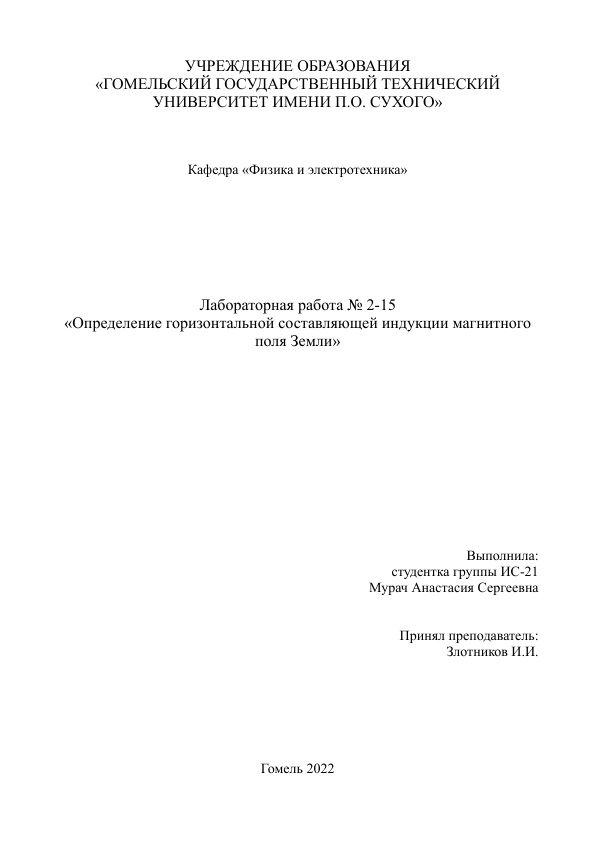 УЧРЕЖДЕНИЕ ОБРАЗОВАНИЯ
«ГОМЕЛЬСКИЙ ГОСУДАРСТВЕННЫЙ ТЕХНИЧЕСКИЙ
УНИВЕРСИТЕТ ИМЕНИ П.О. СУХОГО»
Кафедра «Физика и электротехника»
Лабораторная работа № 2-15
«Определение горизонтальной составляющей индукции магнитного
поля Земли»
Выполнила:
студентка группы ИС-21
Мурач Анастасия Сергеевна
Принял преподаватель:
Злотников И.И.
Гомель 2022